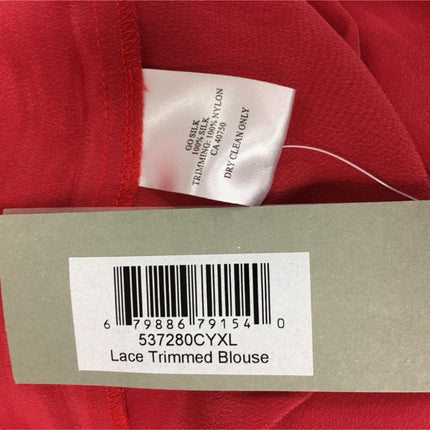 GO SILK
100% SILK
TRIMMING: 100% NYLON
CA 40750
DRY CLEAN ONLY
6 79886 79154 0
537280CYXL
Lace Trimmed Blouse